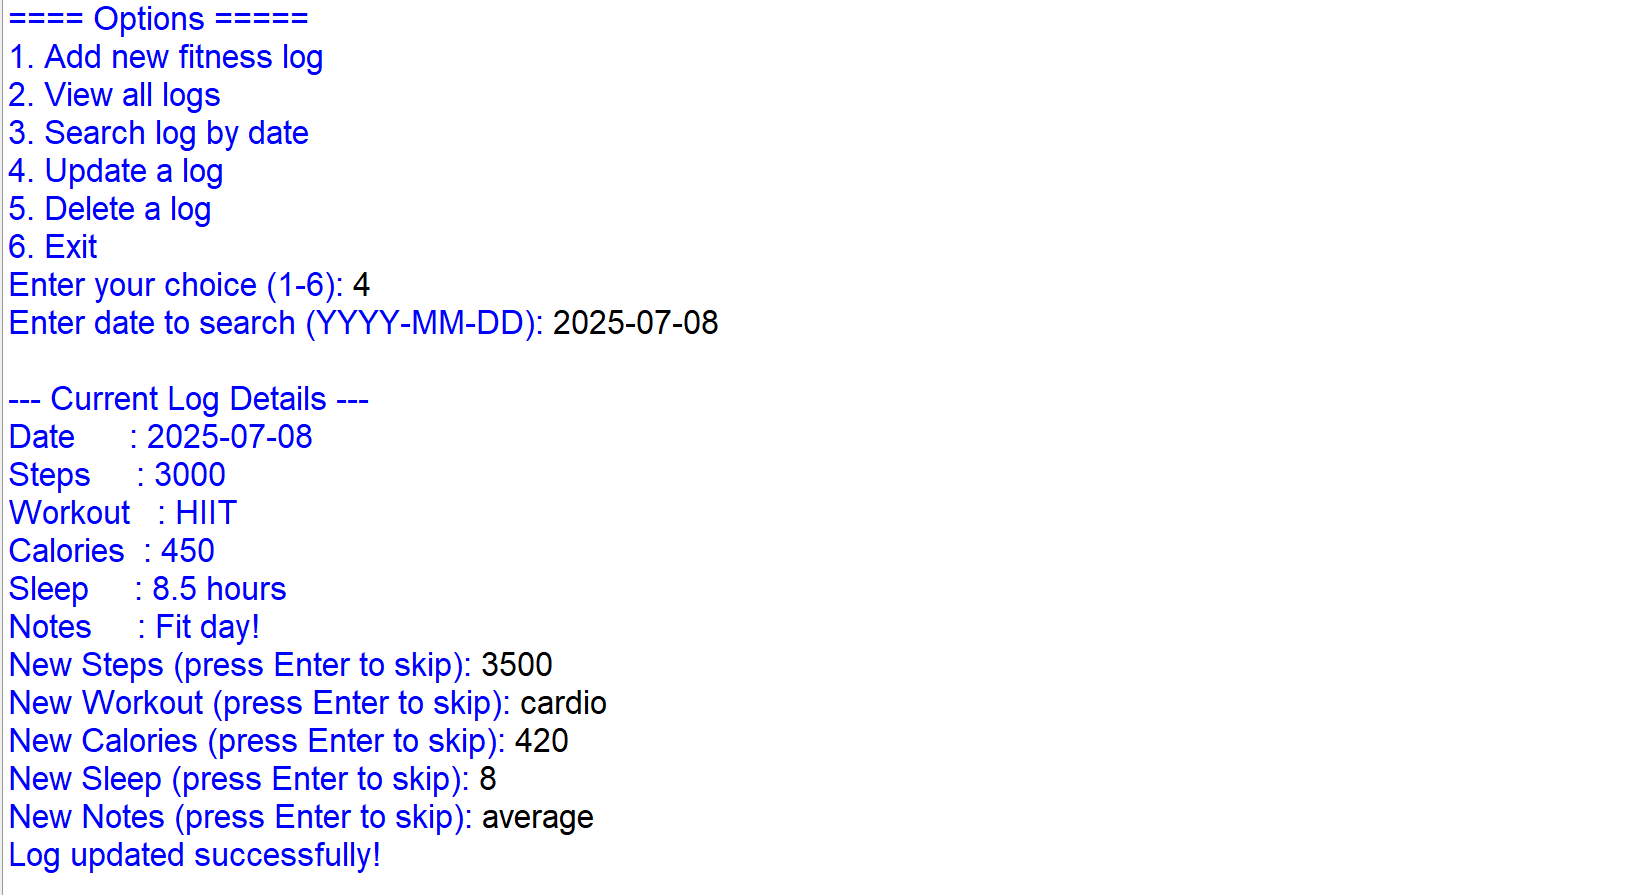 ==== Options =====
1. Add new fitness log
2. View all logs
3. Search log by date
4. Update a log
5. Delete a log
6. Exit
Enter your choice (1-6): 4
Enter date to search (YYYY-MM-DD): 2025-07-08

--- Current Log Details ---
Date      : 2025-07-08
Steps     : 3000
Workout   : HIIT
Calories  : 450
Sleep     : 8.5 hours
Notes     : Fit day!
New Steps (press Enter to skip): 3500
New Workout (press Enter to skip): cardio
New Calories (press Enter to skip): 420
New Sleep (press Enter to skip): 8
New Notes (press Enter to skip): average
Log updated successfully!